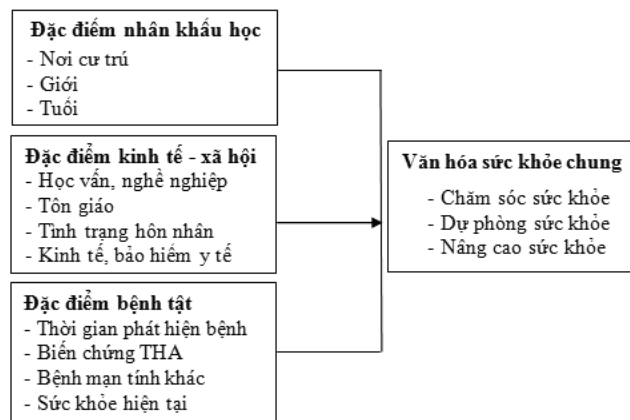 Đặc điểm nhân khẩu học
- Nơi cư trú
- Giới
- Tuổi
Đặc điểm kinh tế - xã hội
- Học vấn, nghề nghiệp
- Tôn giáo
- Tình trạng hôn nhân
- Kinh tế, bảo hiểm y tế
Đặc điểm bệnh tật
- Thời gian phát hiện bệnh
- Biến chứng THA
- Bệnh mạn tính khác
- Sức khỏe hiện tại
Văn hóa sức khỏe chung
- Chăm sóc sức khỏe
- Dự phòng sức khỏe
- Nâng cao sức khỏe